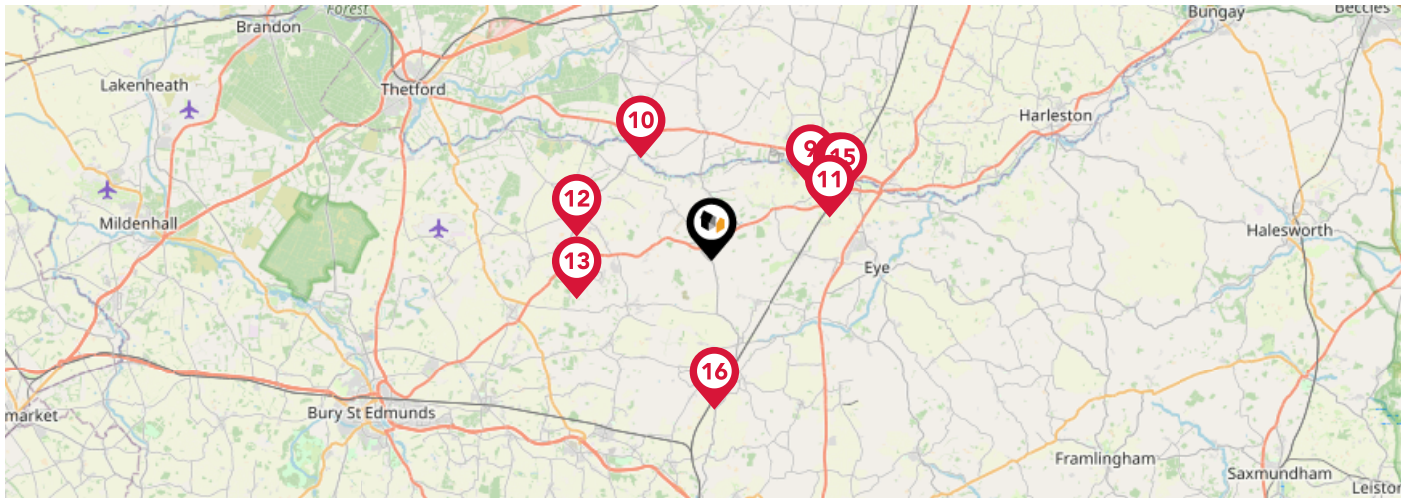 Forest
Bungay
Beccles
Brandon
Lakenheath
Thetford
Harleston
10
9
15
11
12
Mildenhall
Halesworth
13
Eye
16
market
Bury St Edmunds
Framlingham
Saxmundham
Leiston